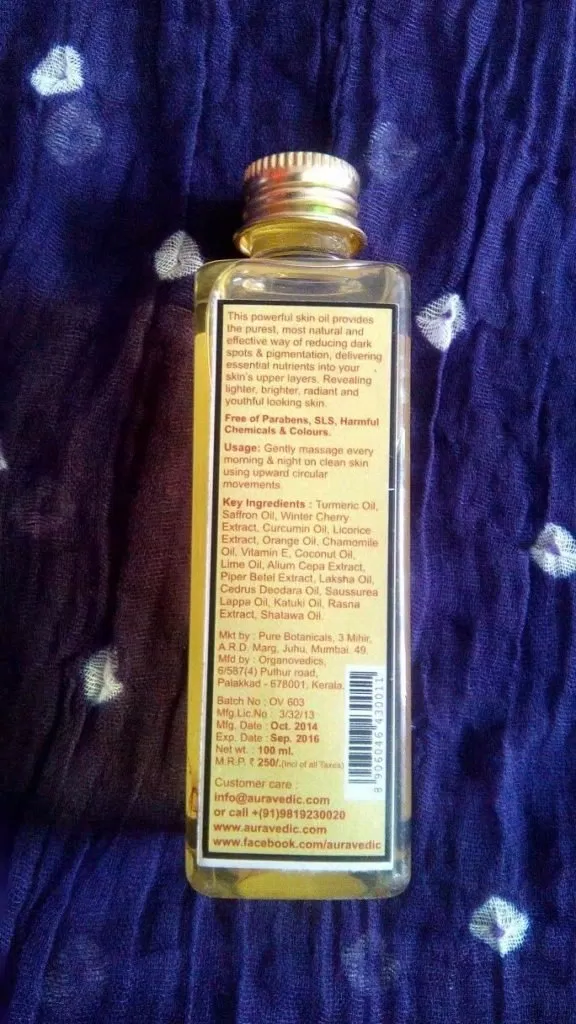 This powerful skin oil provides
the purest, most natural and
effective way of reducing dark
spots & pigmentation, delivering
essential nutrients into your
skin's upper layers. Revealing
lighter, brighter, radiant and
youthful looking skin.
Free of Parabens, SLS, Harmful
Chemicals & Colours.
Usage: Gently massage every
morning & night on clean skin
using upward circular
movements.
Key Ingredients : Turmeric Oil,
Saffron Oil, Winter Cherry
Extract, Curcumin Oil, Licorice
Extract, Orange Oil, Chamomile
Oil, Vitamin E, Coconut Oil,
Lime Oil, Alium Cepa Extract,
Piper Betel Extract, Laksha Oil,
Cedrus Deodara Oil, Saussurea
Lappa Oil, Katuki Oil, Rasna
Extract, Shatawa Oil.
Mkt by : Pure Botanicals, 3 Mihir,
A.R.D. Marg, Juhu, Mumbai. 49.
Mfd by : Organovedics,
6/587(4) Puthur road,
Palakkad - 678001, Kerala.
Batch No : OV 603
Mfg.Lic.No : 3/32/13
Mfg. Date : Oct. 2014
Exp. Date : Sep. 2016
Net wt. : 100 ml.
M.R.P. ₹ 250/.(incl of all Taxes)
8 906046 430011
Customer care :
info@auravedic.com
or call +(91)9819230020
www.auravedic.com
www.facebook.com/auravedic